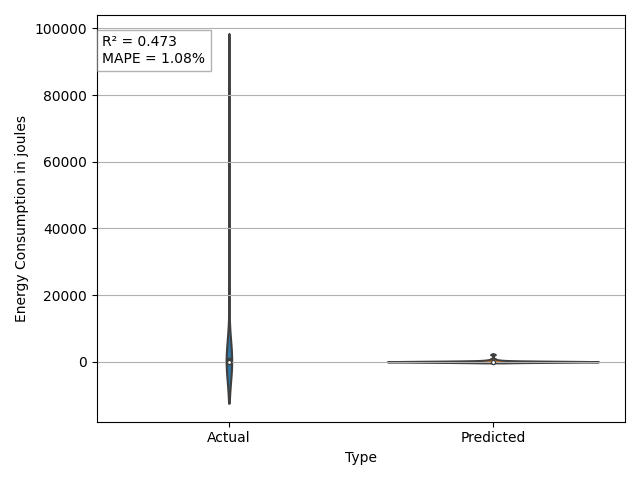 100000
80000
60000
40000
20000
0
Energy Consumption in joules
R² = 0.473
MAPE = 1.08%
Actual
Predicted
Type